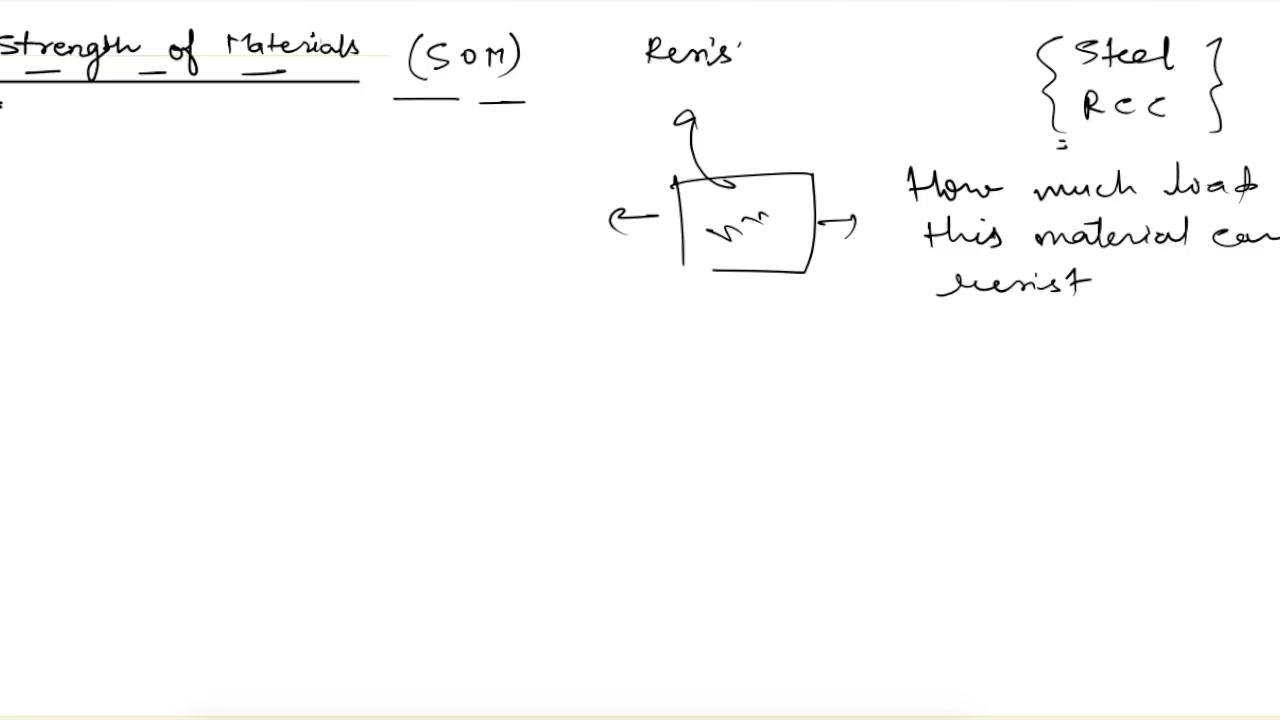 Strength of Materials (SOM)
Resis
Steel
RCC
How much load
this material can
resist